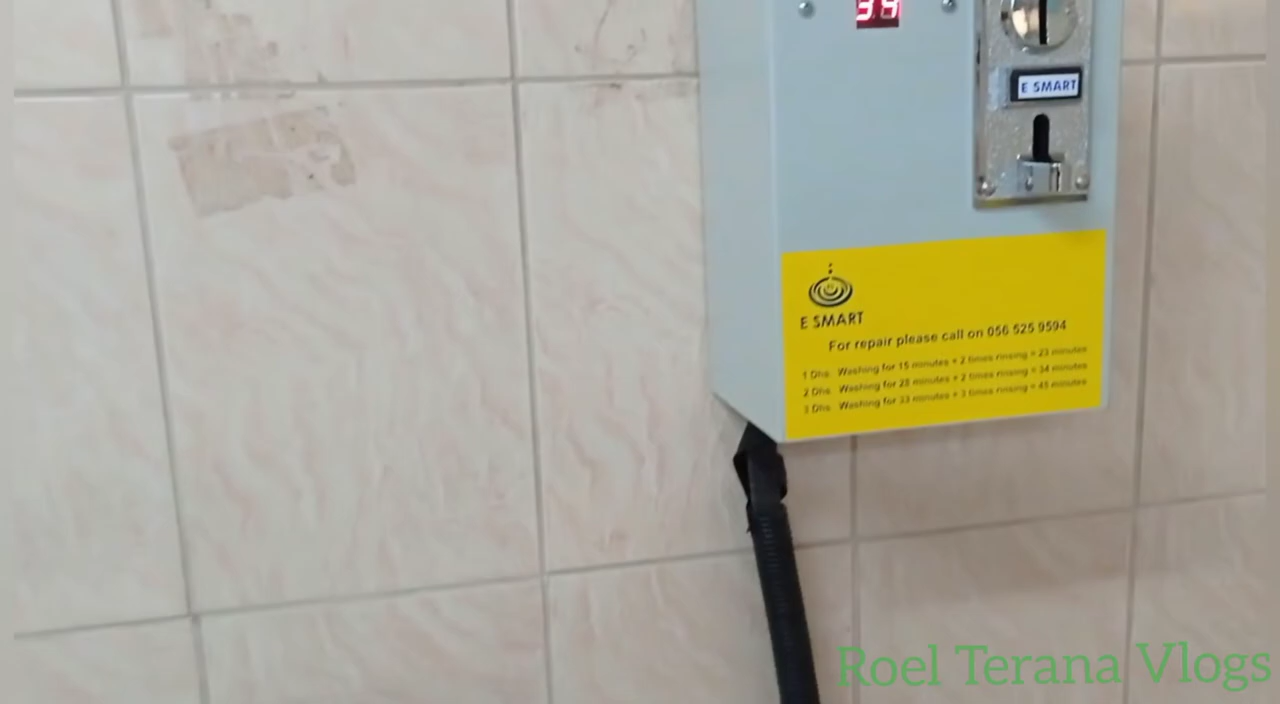 34
E SMART
E SMART
For repair please call on 056 525 9594
1 Dhs Washing for 15 minutes + 2 times rinsing = 23 minutes
2 Dhs Washing for 25 minutes + 2 times rinsing = 34 minutes
3 Dhs Washing for 33 minutes + 3 times rinsing = 45 minutes
Roel Terana Vlogs